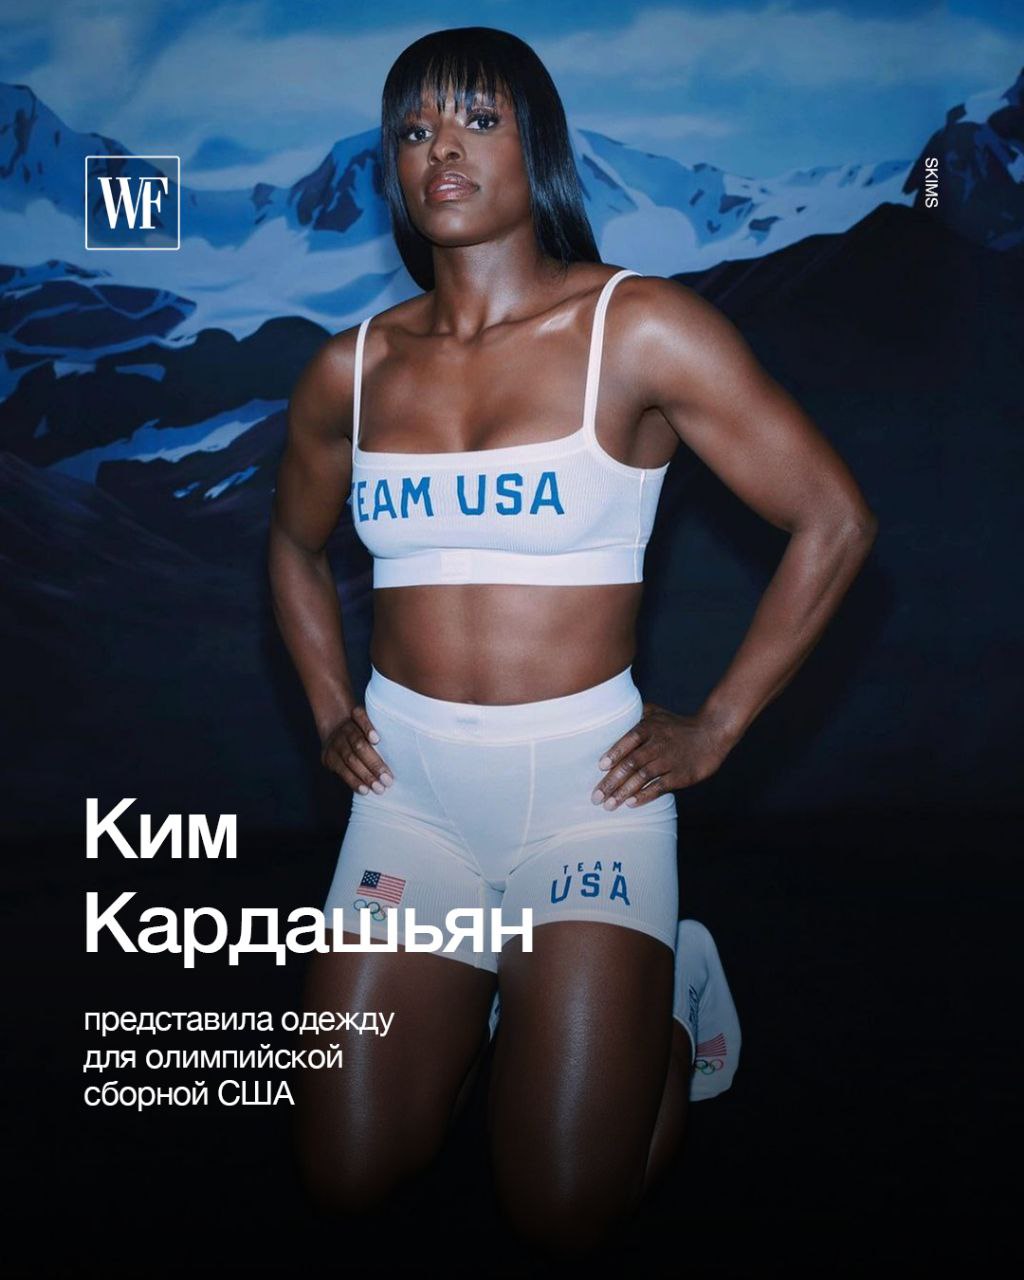 WF
SKIMS
TEAM USA
TEAM
USA
Ким
Кардашьян
представила одежду
для олимпийской
сборной США